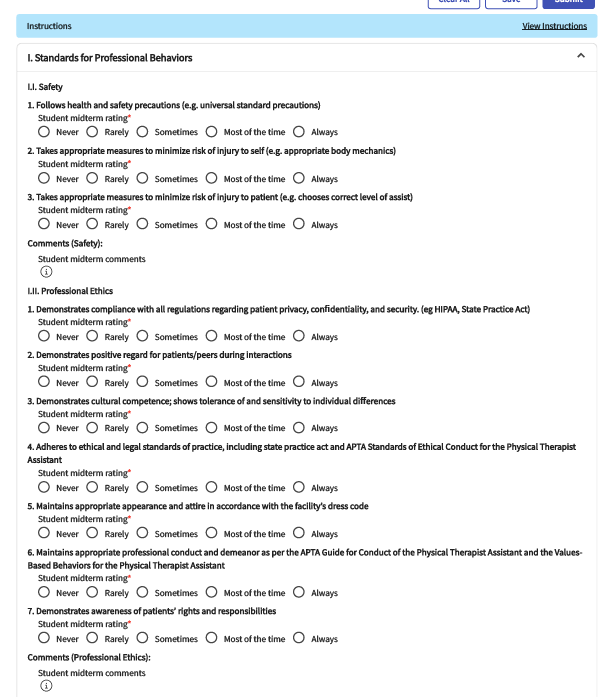 Clear All Save Submit
Instructions View Instructions
I. Standards for Professional Behaviors
I.I. Safety
1. Follows health and safety precautions (e.g. universal standard precautions)
Student midterm rating*
Never Rarely Sometimes Most of the time Always
2. Takes appropriate measures to minimize risk of injury to self (e.g. appropriate body mechanics)
Student midterm rating*
Never Rarely Sometimes Most of the time Always
3. Takes appropriate measures to minimize risk of injury to patient (e.g. chooses correct level of assist)
Student midterm rating*
Never Rarely Sometimes Most of the time Always
Comments (Safety):
Student midterm comments
I.II. Professional Ethics
1. Demonstrates compliance with all regulations regarding patient privacy, confidentiality, and security. (eg HIPAA, State Practice Act)
Student midterm rating*
Never Rarely Sometimes Most of the time Always
2. Demonstrates positive regard for patients/peers during interactions
Student midterm rating*
Never Rarely Sometimes Most of the time Always
3. Demonstrates cultural competence; shows tolerance of and sensitivity to individual differences
Student midterm rating*
Never Rarely Sometimes Most of the time Always
4. Adheres to ethical and legal standards of practice, including state practice act and APTA Standards of Ethical Conduct for the Physical Therapist
Assistant
Student midterm rating*
Never Rarely Sometimes Most of the time Always
5. Maintains appropriate appearance and attire in accordance with the facility's dress code
Student midterm rating*
Never Rarely Sometimes Most of the time Always
6. Maintains appropriate professional conduct and demeanor as per the APTA Guide for Conduct of the Physical Therapist Assistant and the Values-
Based Behaviors for the Physical Therapist Assistant
Student midterm rating*
Never Rarely Sometimes Most of the time Always
7. Demonstrates awareness of patients' rights and responsibilities
Student midterm rating*
Never Rarely Sometimes Most of the time Always
Comments (Professional Ethics):
Student midterm comments